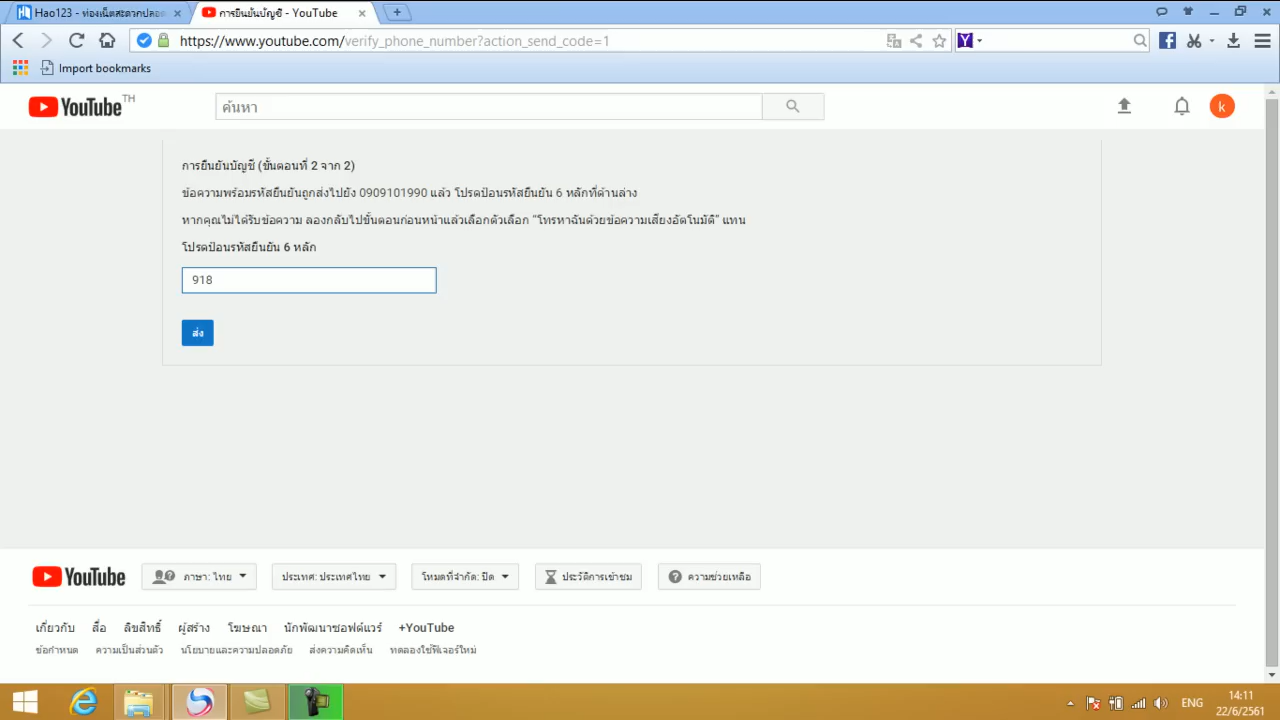 Hao123 - ท่องเน็ตสะดวกปลอด
การยืนยันบัญชี - YouTube
https://www.youtube.com/verify_phone_number?action_send_code=1
Import bookmarks
YouTube TH
ค้นหา
k
การยืนยันบัญชี (ขั้นตอนที่ 2 จาก 2)
ข้อความพร้อมรหัสยืนยันถูกส่งไปยัง 0909101990 แล้ว โปรดป้อนรหัสยืนยัน 6 หลักที่ด้านล่าง
หากคุณไม่ได้รับข้อความ ลองกลับไปขั้นตอนก่อนหน้าแล้วเลือกตัวเลือก "โทรหาฉันด้วยข้อความเสียงอัตโนมัติ" แทน
โปรดป้อนรหัสยืนยัน 6 หลัก
918
ส่ง
YouTube
ภาษา: ไทย
ประเทศ: ประเทศไทย
โหมดที่จำกัด: ปิด
ประวัติการเข้าชม
ความช่วยเหลือ
เกี่ยวกับ สื่อ ลิขสิทธิ์ ผู้สร้าง โฆษณา นักพัฒนาซอฟต์แวร์ +YouTube
ข้อกำหนด ความเป็นส่วนตัว นโยบายและความปลอดภัย ส่งความคิดเห็น ทดลองใช้ฟีเจอร์ใหม่
ENG
14:11
22/6/2561